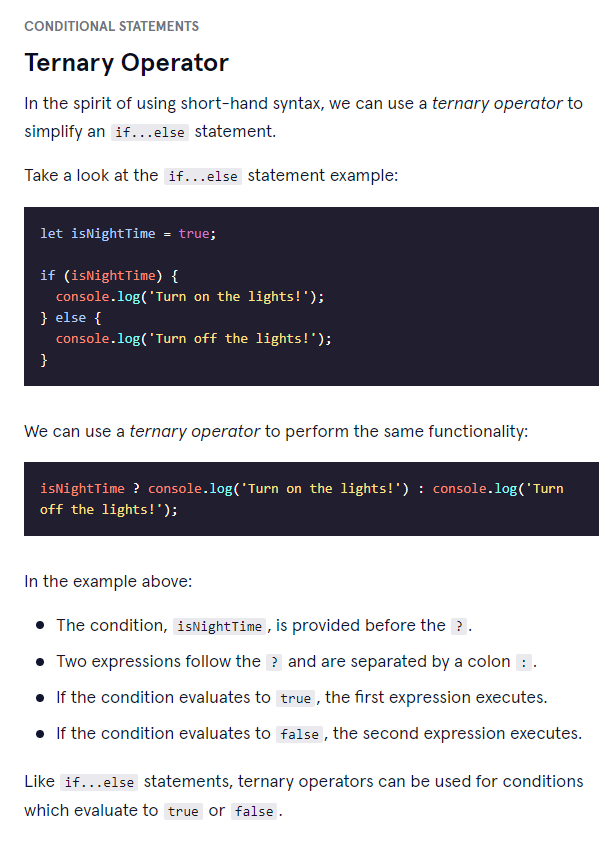 CONDITIONAL STATEMENTS
Ternary Operator
In the spirit of using short-hand syntax, we can use a ternary operator to
simplify an if...else statement.
Take a look at the if...else statement example:
let isNightTime = true;
if (isNightTime) {
  console.log('Turn on the lights!');
} else {
  console.log('Turn off the lights!');
}
We can use a ternary operator to perform the same functionality:
isNightTime ? console.log('Turn on the lights!') : console.log('Turn
off the lights!');
In the example above:
• The condition, isNightTime, is provided before the ?.
• Two expressions follow the ? and are separated by a colon :.
• If the condition evaluates to true, the first expression executes.
• If the condition evaluates to false, the second expression executes.
Like if...else statements, ternary operators can be used for conditions
which evaluate to true or false.